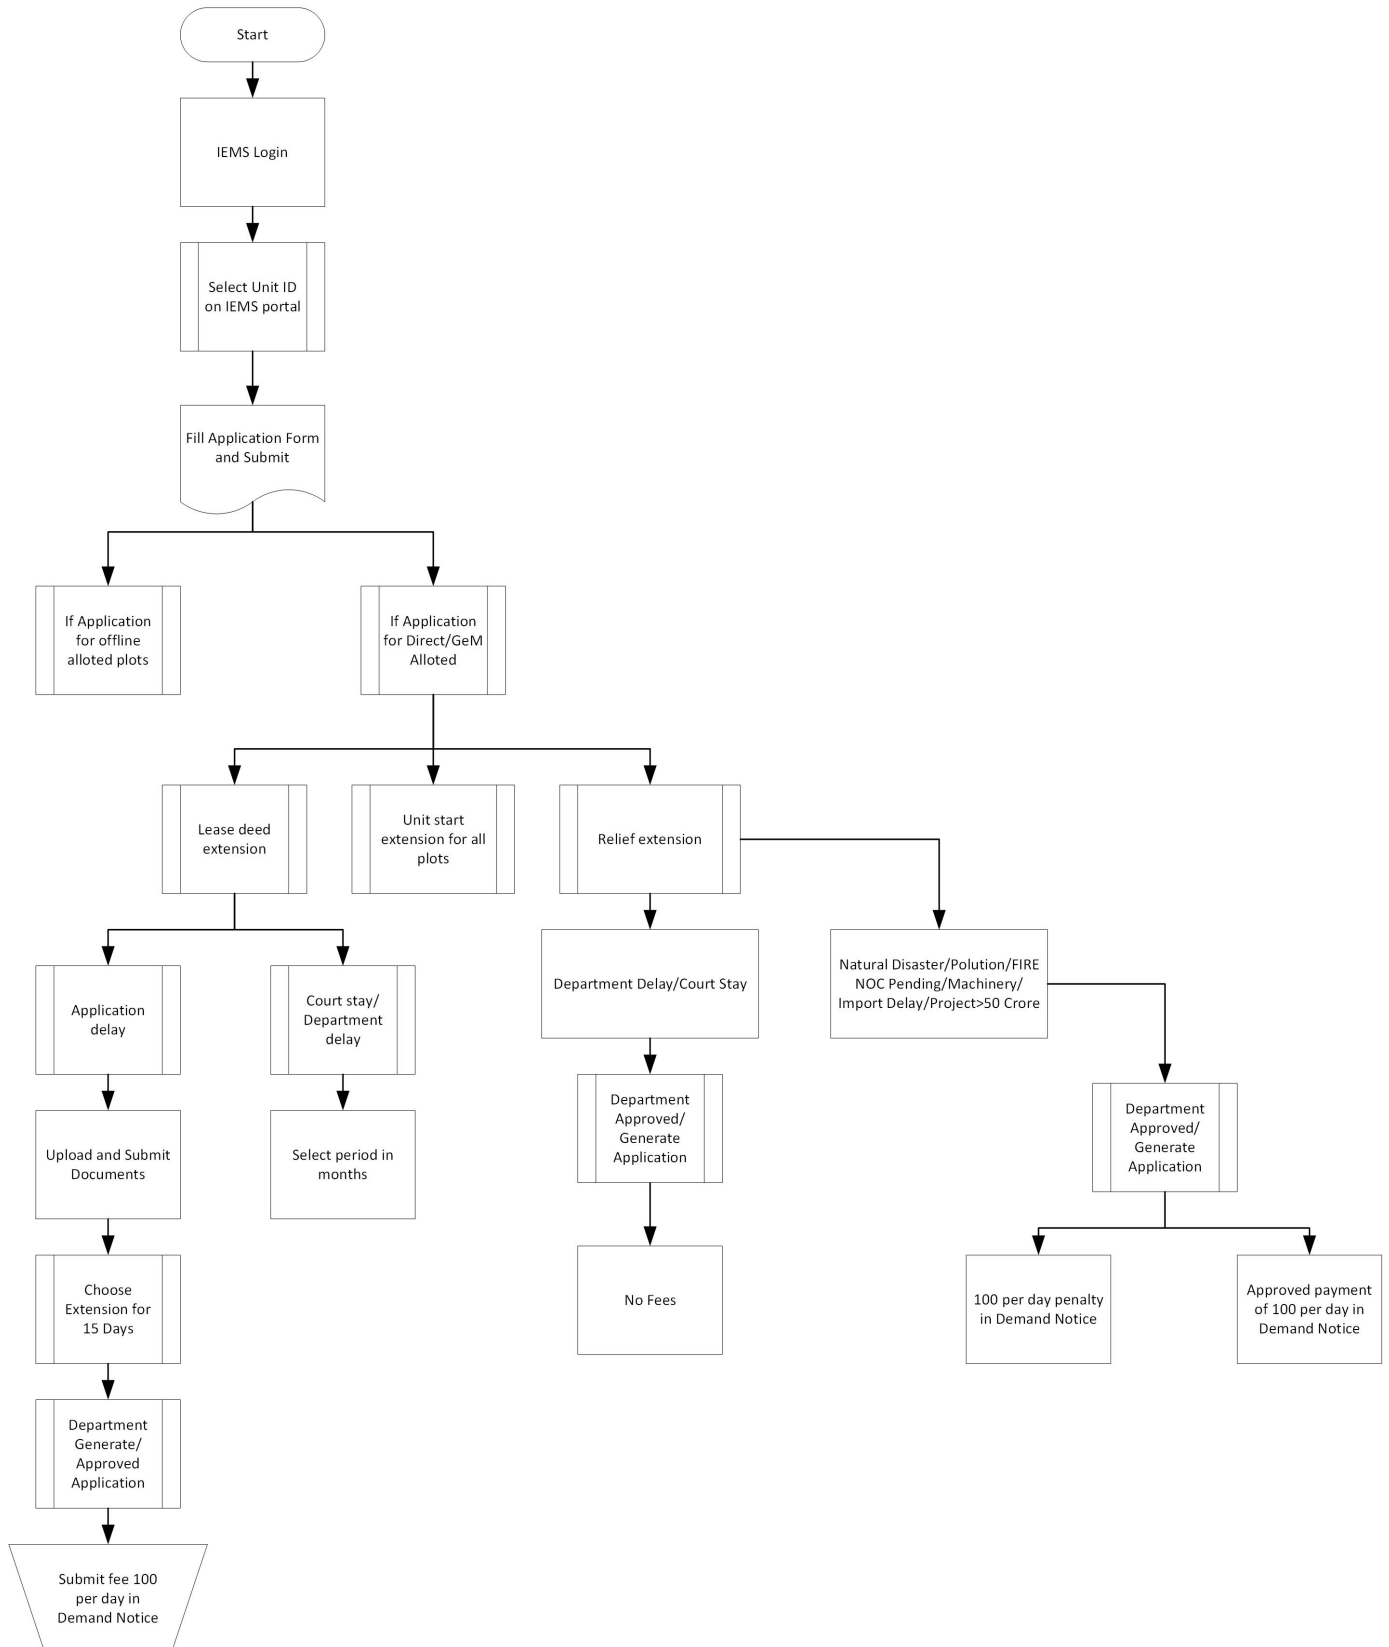 Start
IEMS Login
Select Unit ID
on IEMS portal
Fill Application Form
and Submit
If Application
for offline
alloted plots
If Application
for Direct/GeM
Alloted
Lease deed
extension
Unit start
extension for all
plots
Relief extension
Application
delay
Court stay/
Department
delay
Department Delay/Court Stay
Natural Disaster/Polution/FIRE
NOC Pending/Machinery/
Import Delay/Project>50 Crore
Upload and Submit
Documents
Select period in
months
Department
Approved/
Generate
Application
Department
Approved/
Generate
Application
Choose
Extension for
15 Days
No Fees
100 per day penalty
in Demand Notice
Approved payment
of 100 per day in
Demand Notice
Department
Generate/
Approved
Application
Submit fee 100
per day in
Demand Notice